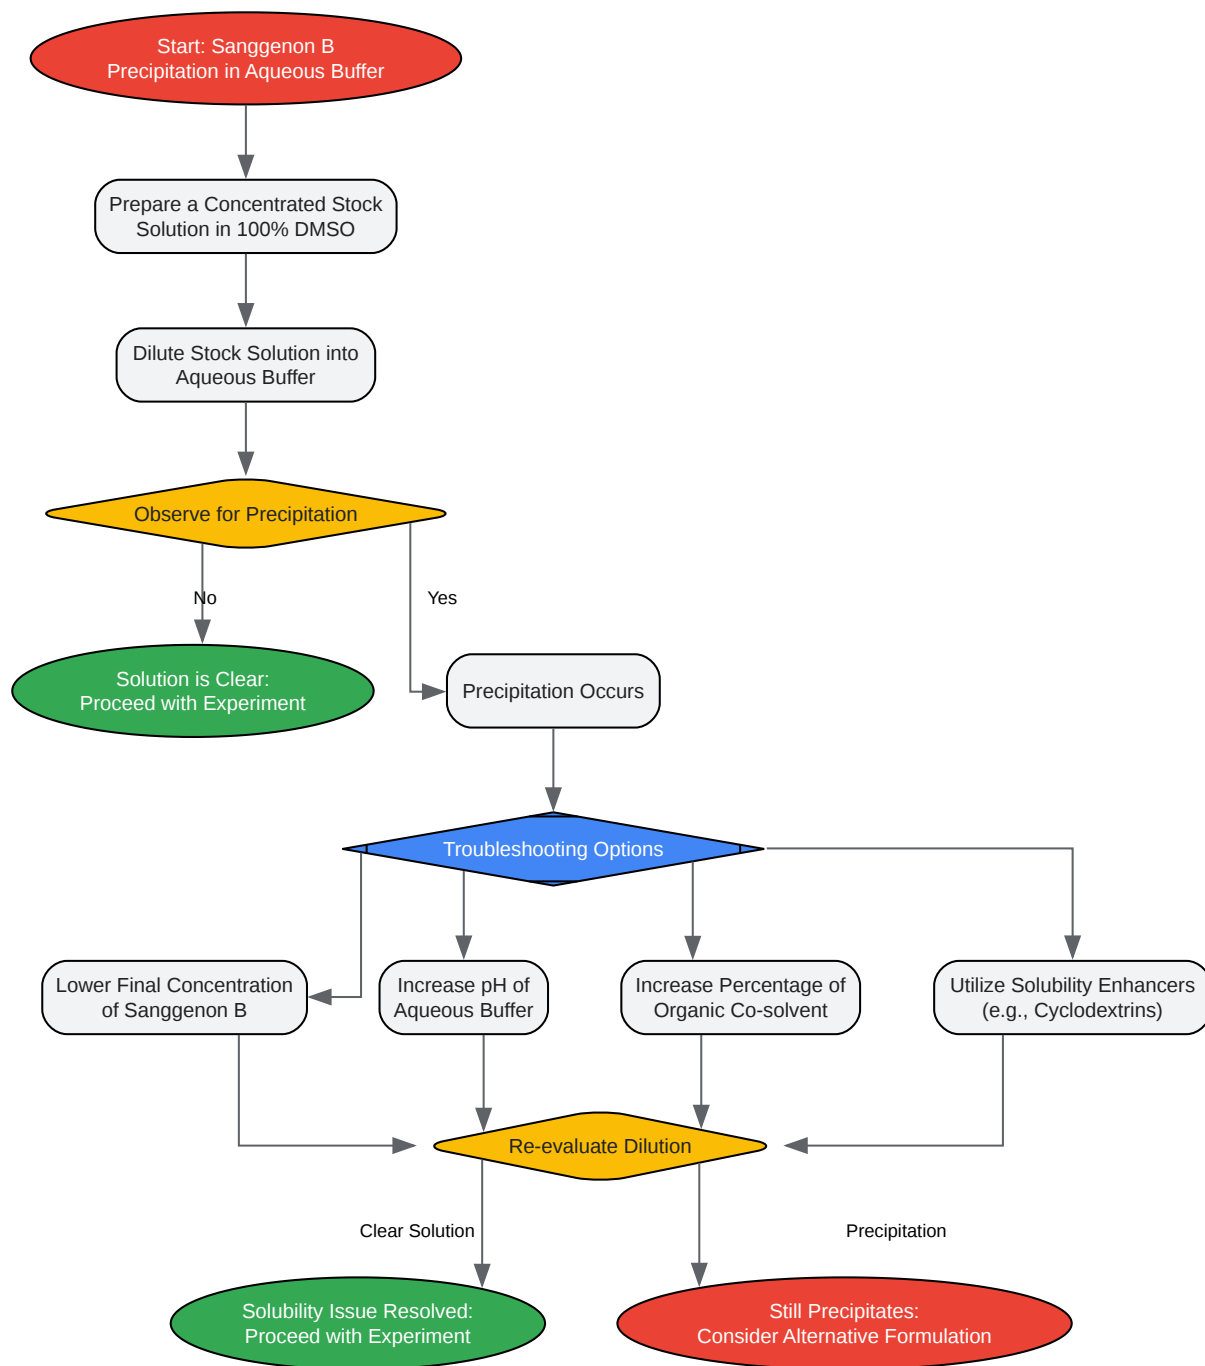 Start: Sanggenon B
Precipitation in Aqueous Buffer
Prepare a Concentrated Stock
Solution in 100% DMSO
Dilute Stock Solution into
Aqueous Buffer
Observe for Precipitation
No
Yes
Solution is Clear:
Proceed with Experiment
Precipitation Occurs
Troubleshooting Options
Lower Final Concentration
of Sanggenon B
Increase pH of
Aqueous Buffer
Increase Percentage of
Organic Co-solvent
Utilize Solubility Enhancers
(e.g., Cyclodextrins)
Re-evaluate Dilution
Clear Solution
Precipitation
Solubility Issue Resolved:
Proceed with Experiment
Still Precipitates:
Consider Alternative Formulation